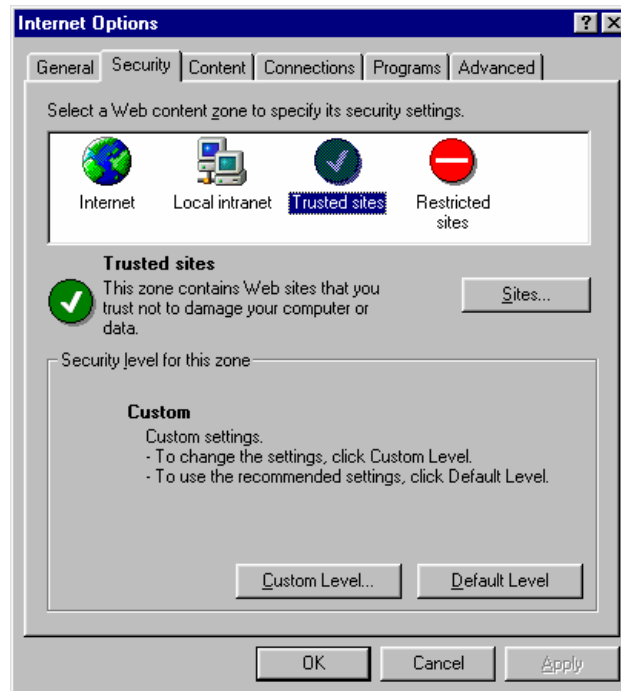 Internet Options
General Security Content Connections Programs Advanced
Select a Web content zone to specify its security settings.
Internet Local intranet Trusted sites Restricted
sites
Trusted sites
This zone contains Web sites that you
trust not to damage your computer or
data.
Sites...
Security level for this zone
Custom
Custom settings.
- To change the settings, click Custom Level.
- To use the recommended settings, click Default Level.
Custom Level... Default Level
OK Cancel Apply